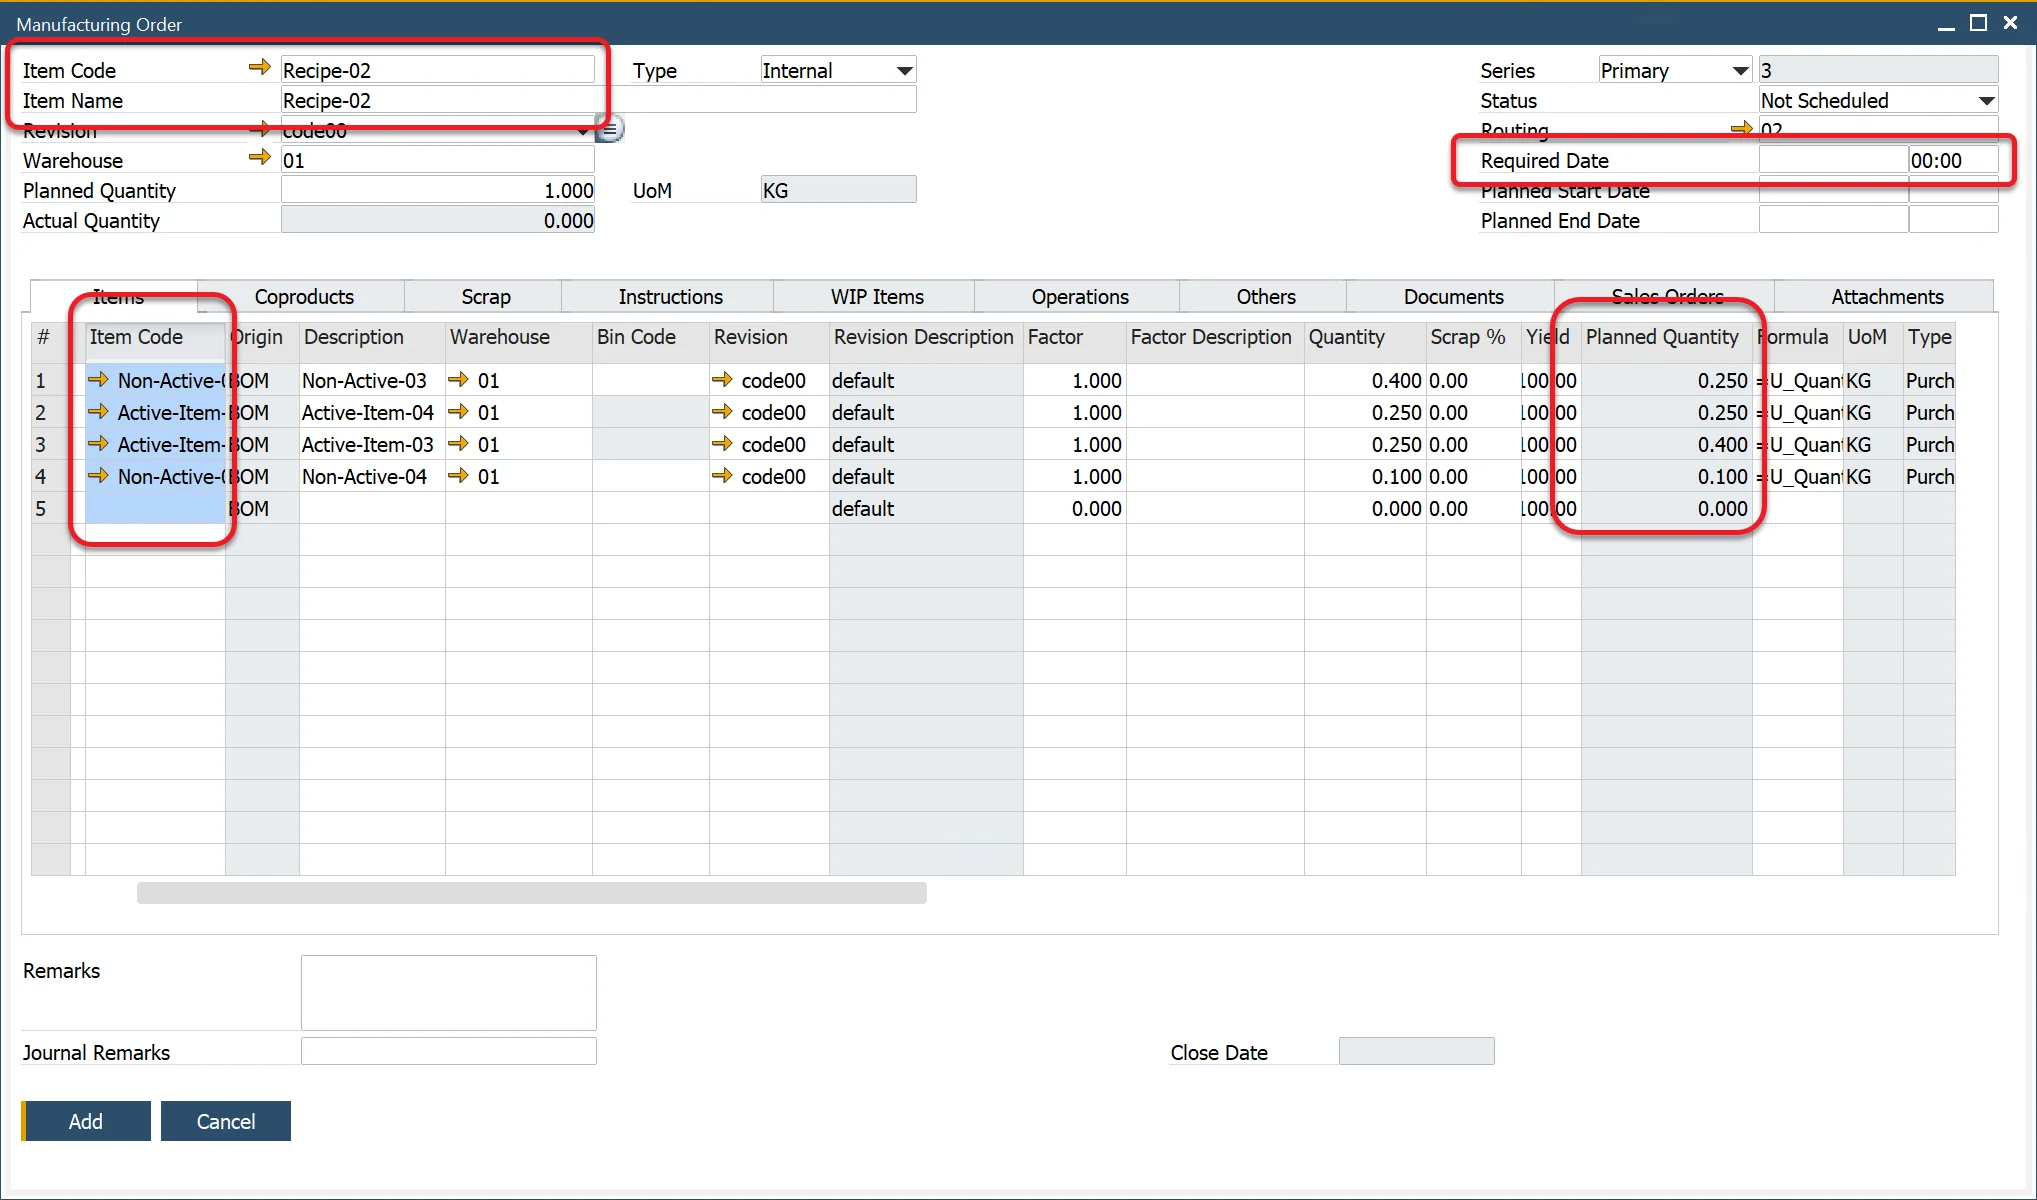 Manufacturing Order
Item Code Recipe-02 Type Internal Series Primary 3
Item Name Recipe-02 Status Not Scheduled
Revision code00 Routing 02
Warehouse 01 Required Date 00:00
Planned Quantity 1.000 UoM KG Planned Start Date
Actual Quantity 0.000 Planned End Date
Items Coproducts Scrap Instructions WIP Items Operations Others Documents Sales Orders Attachments
# Item Code Origin Description Warehouse Bin Code Revision Revision Description Factor Factor Description Quantity Scrap % Yield Planned Quantity Formula UoM Type
1 Non-Active-0 BOM Non-Active-03 01 code00 default 1.000 0.400 0.00 100.00 0.250 =U_Quant KG Purch
2 Active-Item- BOM Active-Item-04 01 code00 default 1.000 0.250 0.00 100.00 0.250 =U_Quant KG Purch
3 Active-Item- BOM Active-Item-03 01 code00 default 1.000 0.250 0.00 100.00 0.400 =U_Quant KG Purch
4 Non-Active-0 BOM Non-Active-04 01 code00 default 1.000 0.100 0.00 100.00 0.100 =U_Quant KG Purch
5 BOM default 0.000 0.000 0.00 100.00 0.000
Remarks
Journal Remarks Close Date
Add Cancel